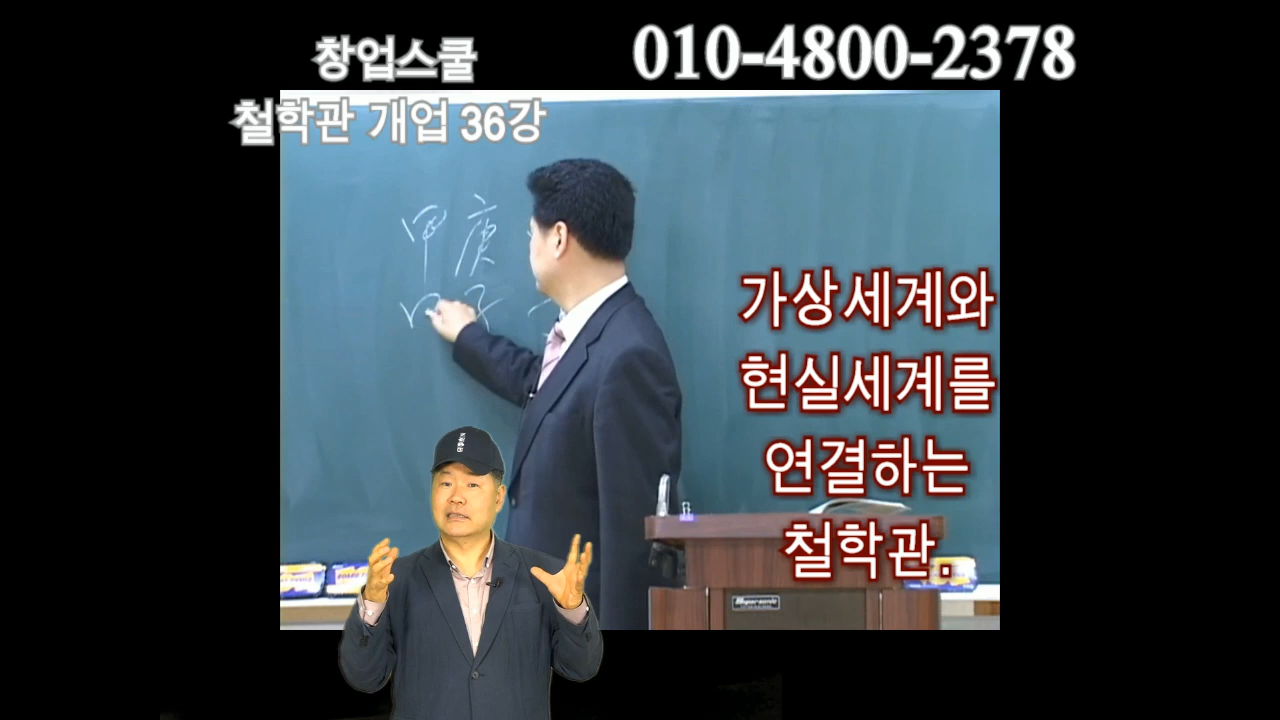 창업스쿨
010-4800-2378
철학관 개업 36강
甲 庚
子
가상세계와
현실세계를
연결하는
철학관.